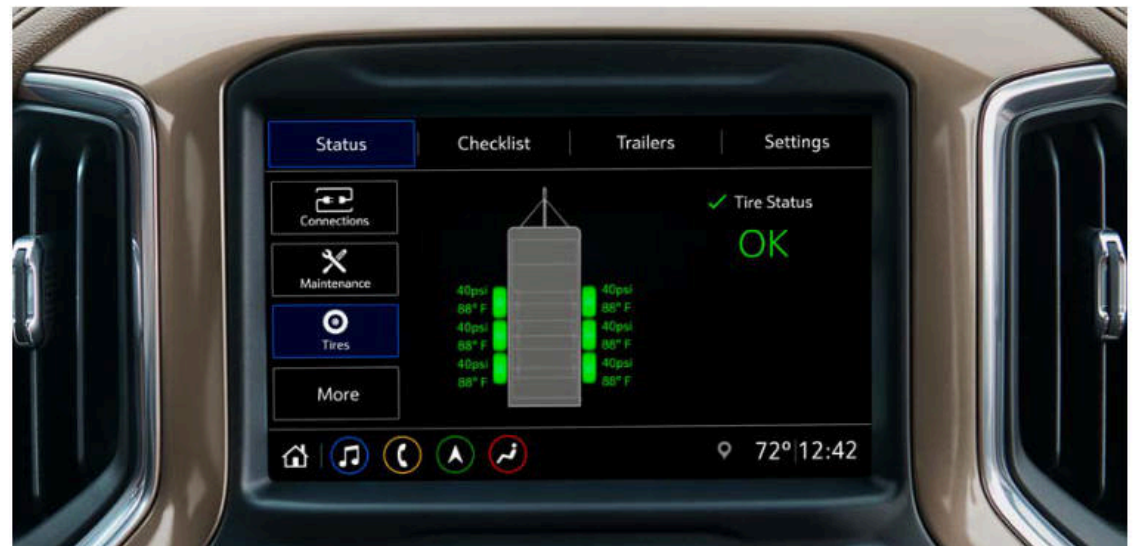 Status
Checklist
Trailers
Settings
Connections
Maintenance
Tires
More
40psi
88° F
40psi
88° F
40psi
88° F
40psi
88° F
40psi
88° F
40psi
88° F
Tire Status
OK
72° 12:42